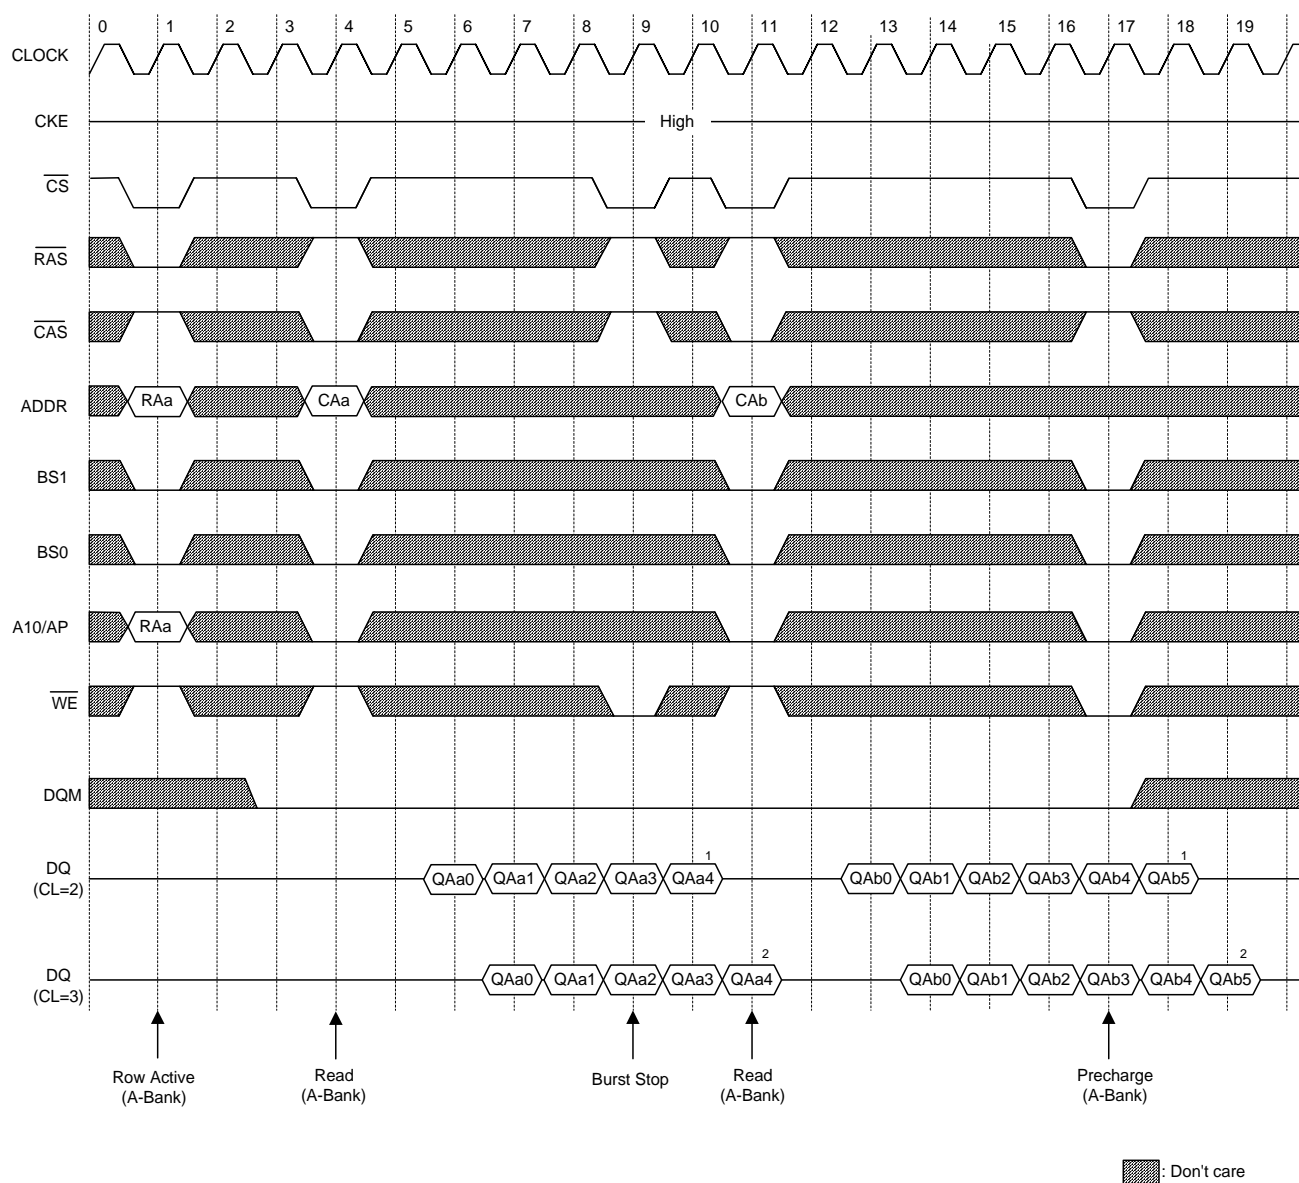 0 1 2 3 4 5 6 7 8 9 10 11 12 13 14 15 16 17 18 19
CLOCK
CKE High
CS
RAS
CAS
ADDR RAa CAa CAb
BS1
BS0
A10/AP RAa
WE
DQM
1 1
DQ
(CL=2)
QAa0 QAa1 QAa2 QAa3 QAa4 QAb0 QAb1 QAb2 QAb3 QAb4 QAb5
2 2
DQ
(CL=3)
QAa0 QAa1 QAa2 QAa3 QAa4 QAb0 QAb1 QAb2 QAb3 QAb4 QAb5
Row Active
(A-Bank)
Read
(A-Bank)
Burst Stop
Read
(A-Bank)
Precharge
(A-Bank)
: Don't care